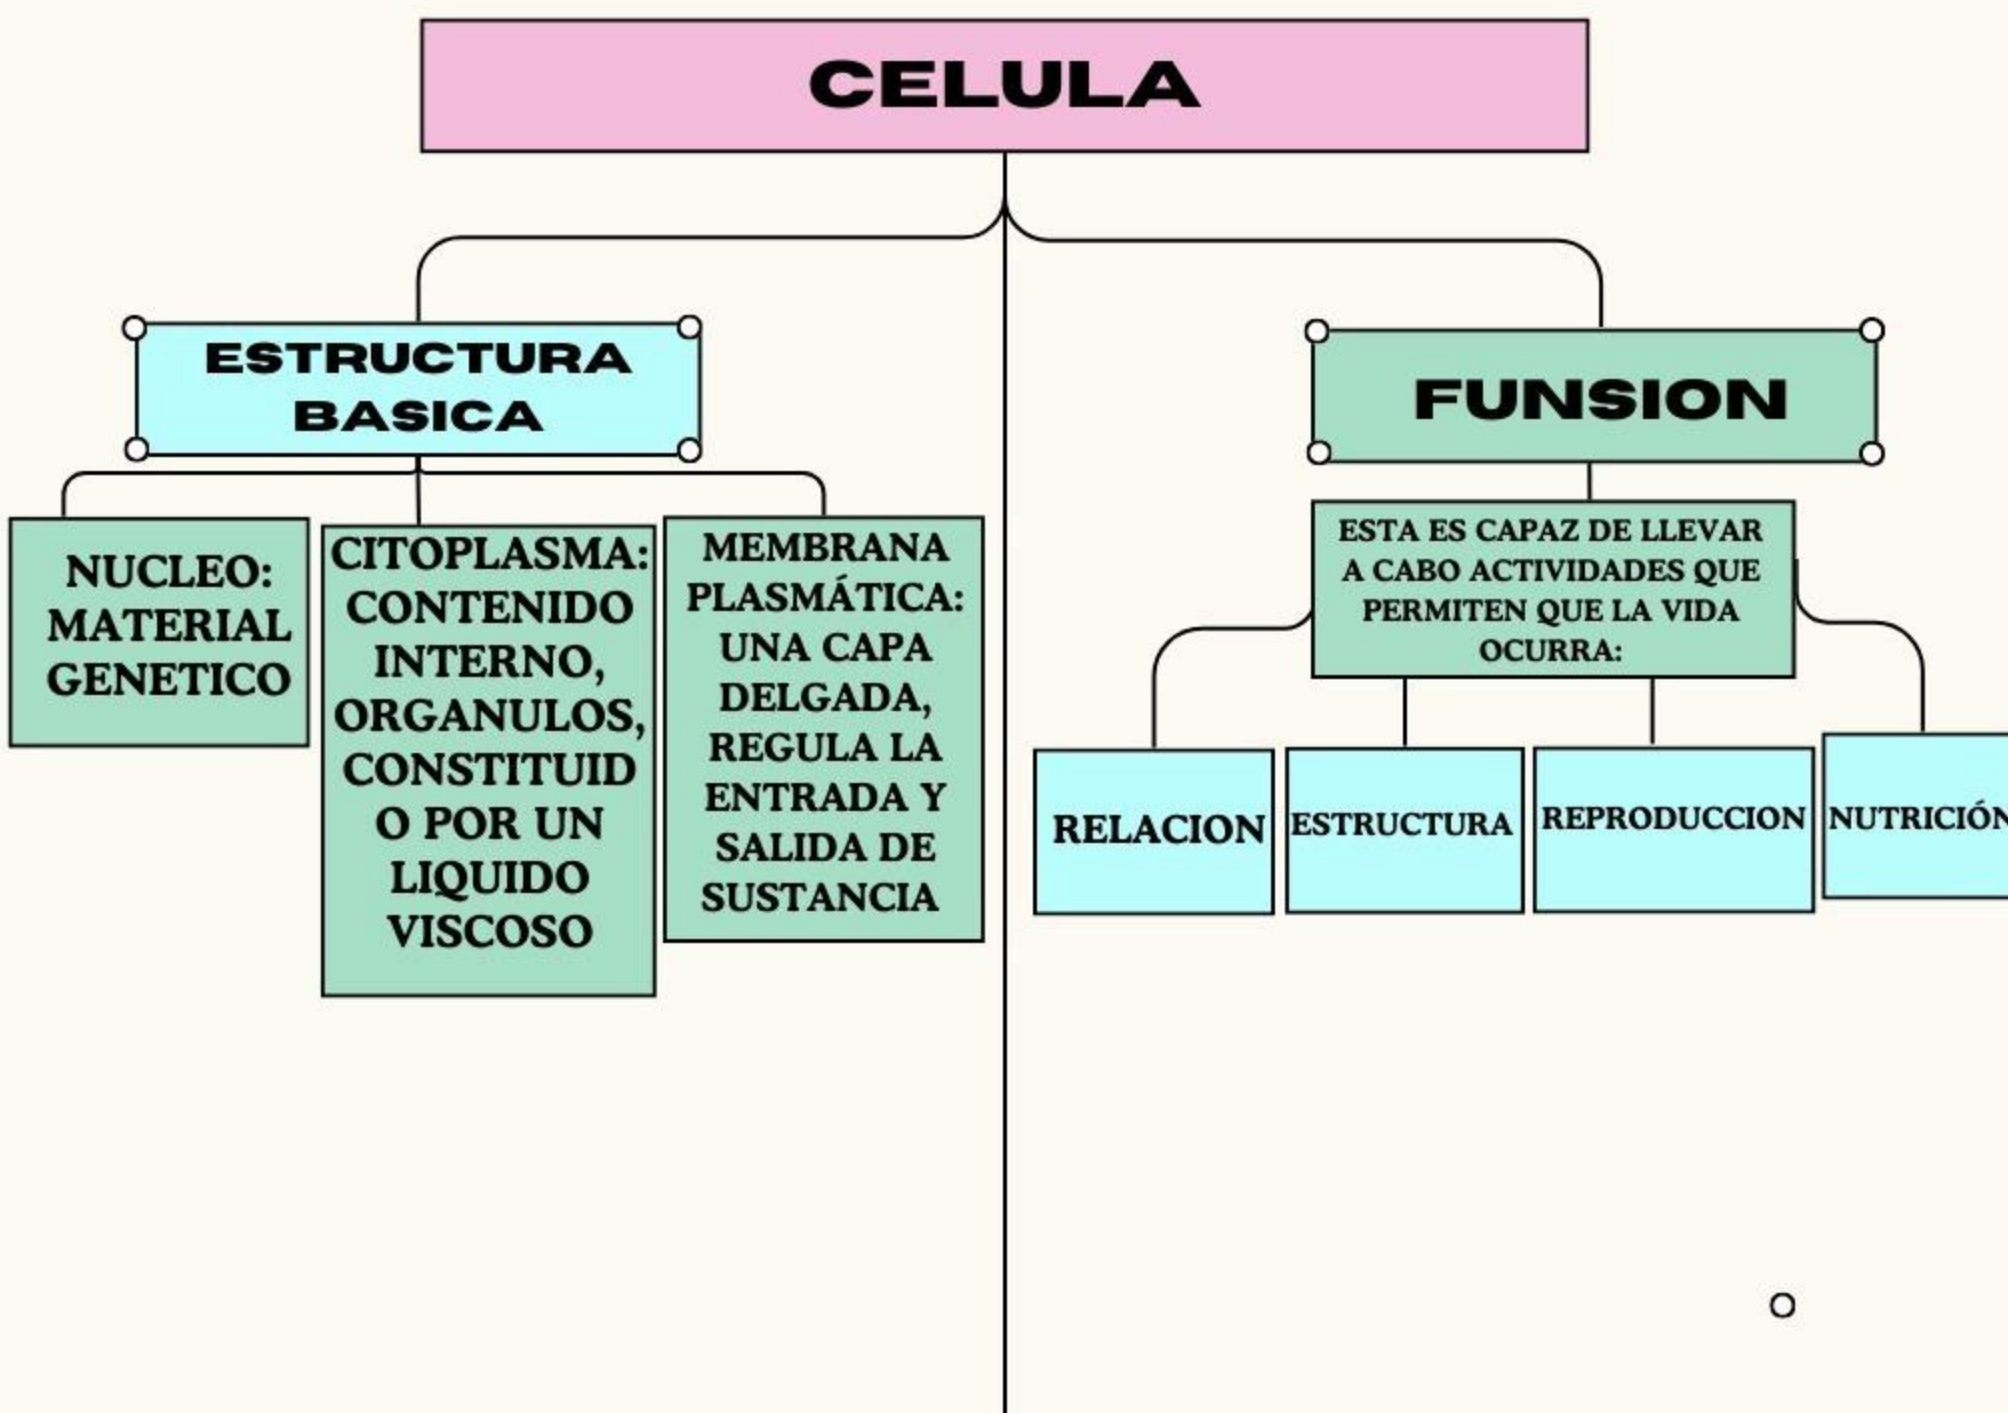 CELULA
ESTRUCTURA
BASICA
NUCLEO:
MATERIAL
GENETICO
CITOPLASMA:
CONTENIDO
INTERNO,
ORGANULOS,
CONSTITUID
O POR UN
LIQUIDO
VISCOSO
MEMBRANA
PLASMÁTICA:
UNA CAPA
DELGADA,
REGULA LA
ENTRADA Y
SALIDA DE
SUSTANCIA
FUNSION
ESTA ES CAPAZ DE LLEVAR
A CABO ACTIVIDADES QUE
PERMITEN QUE LA VIDA
OCURRA:
RELACION
ESTRUCTURA
REPRODUCCION
NUTRICIÓN